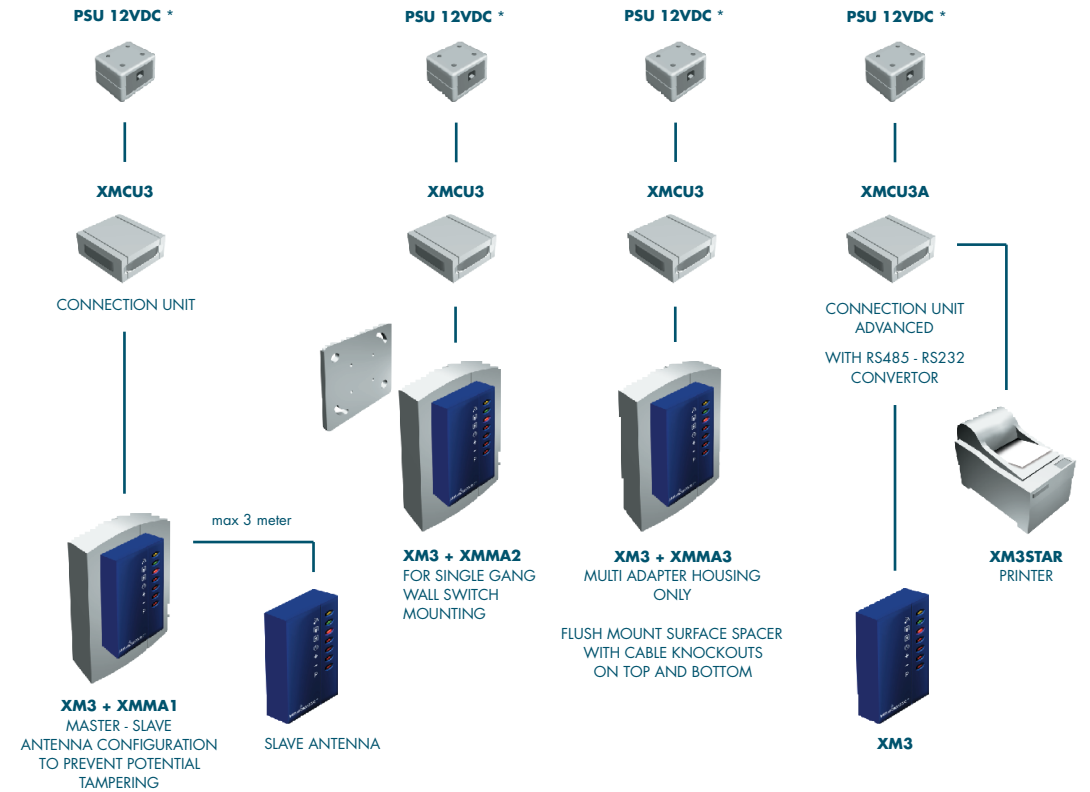 PSU 12VDC *
PSU 12VDC *
PSU 12VDC *
PSU 12VDC *
XMCU3
XMCU3
XMCU3
XMCU3A
CONNECTION UNIT
CONNECTION UNIT
ADVANCED
WITH RS485 - RS232
CONVERTOR
max 3 meter
XM3 + XMMA2
FOR SINGLE GANG
WALL SWITCH
MOUNTING
XM3 + XMMA3
MULTI ADAPTER HOUSING
ONLY
FLUSH MOUNT SURFACE SPACER
WITH CABLE KNOCKOUTS
ON TOP AND BOTTOM
XM3STAR
PRINTER
XM3 + XMMA1
MASTER - SLAVE
ANTENNA CONFIGURATION
TO PREVENT POTENTIAL
TAMPERING
SLAVE ANTENNA
XM3